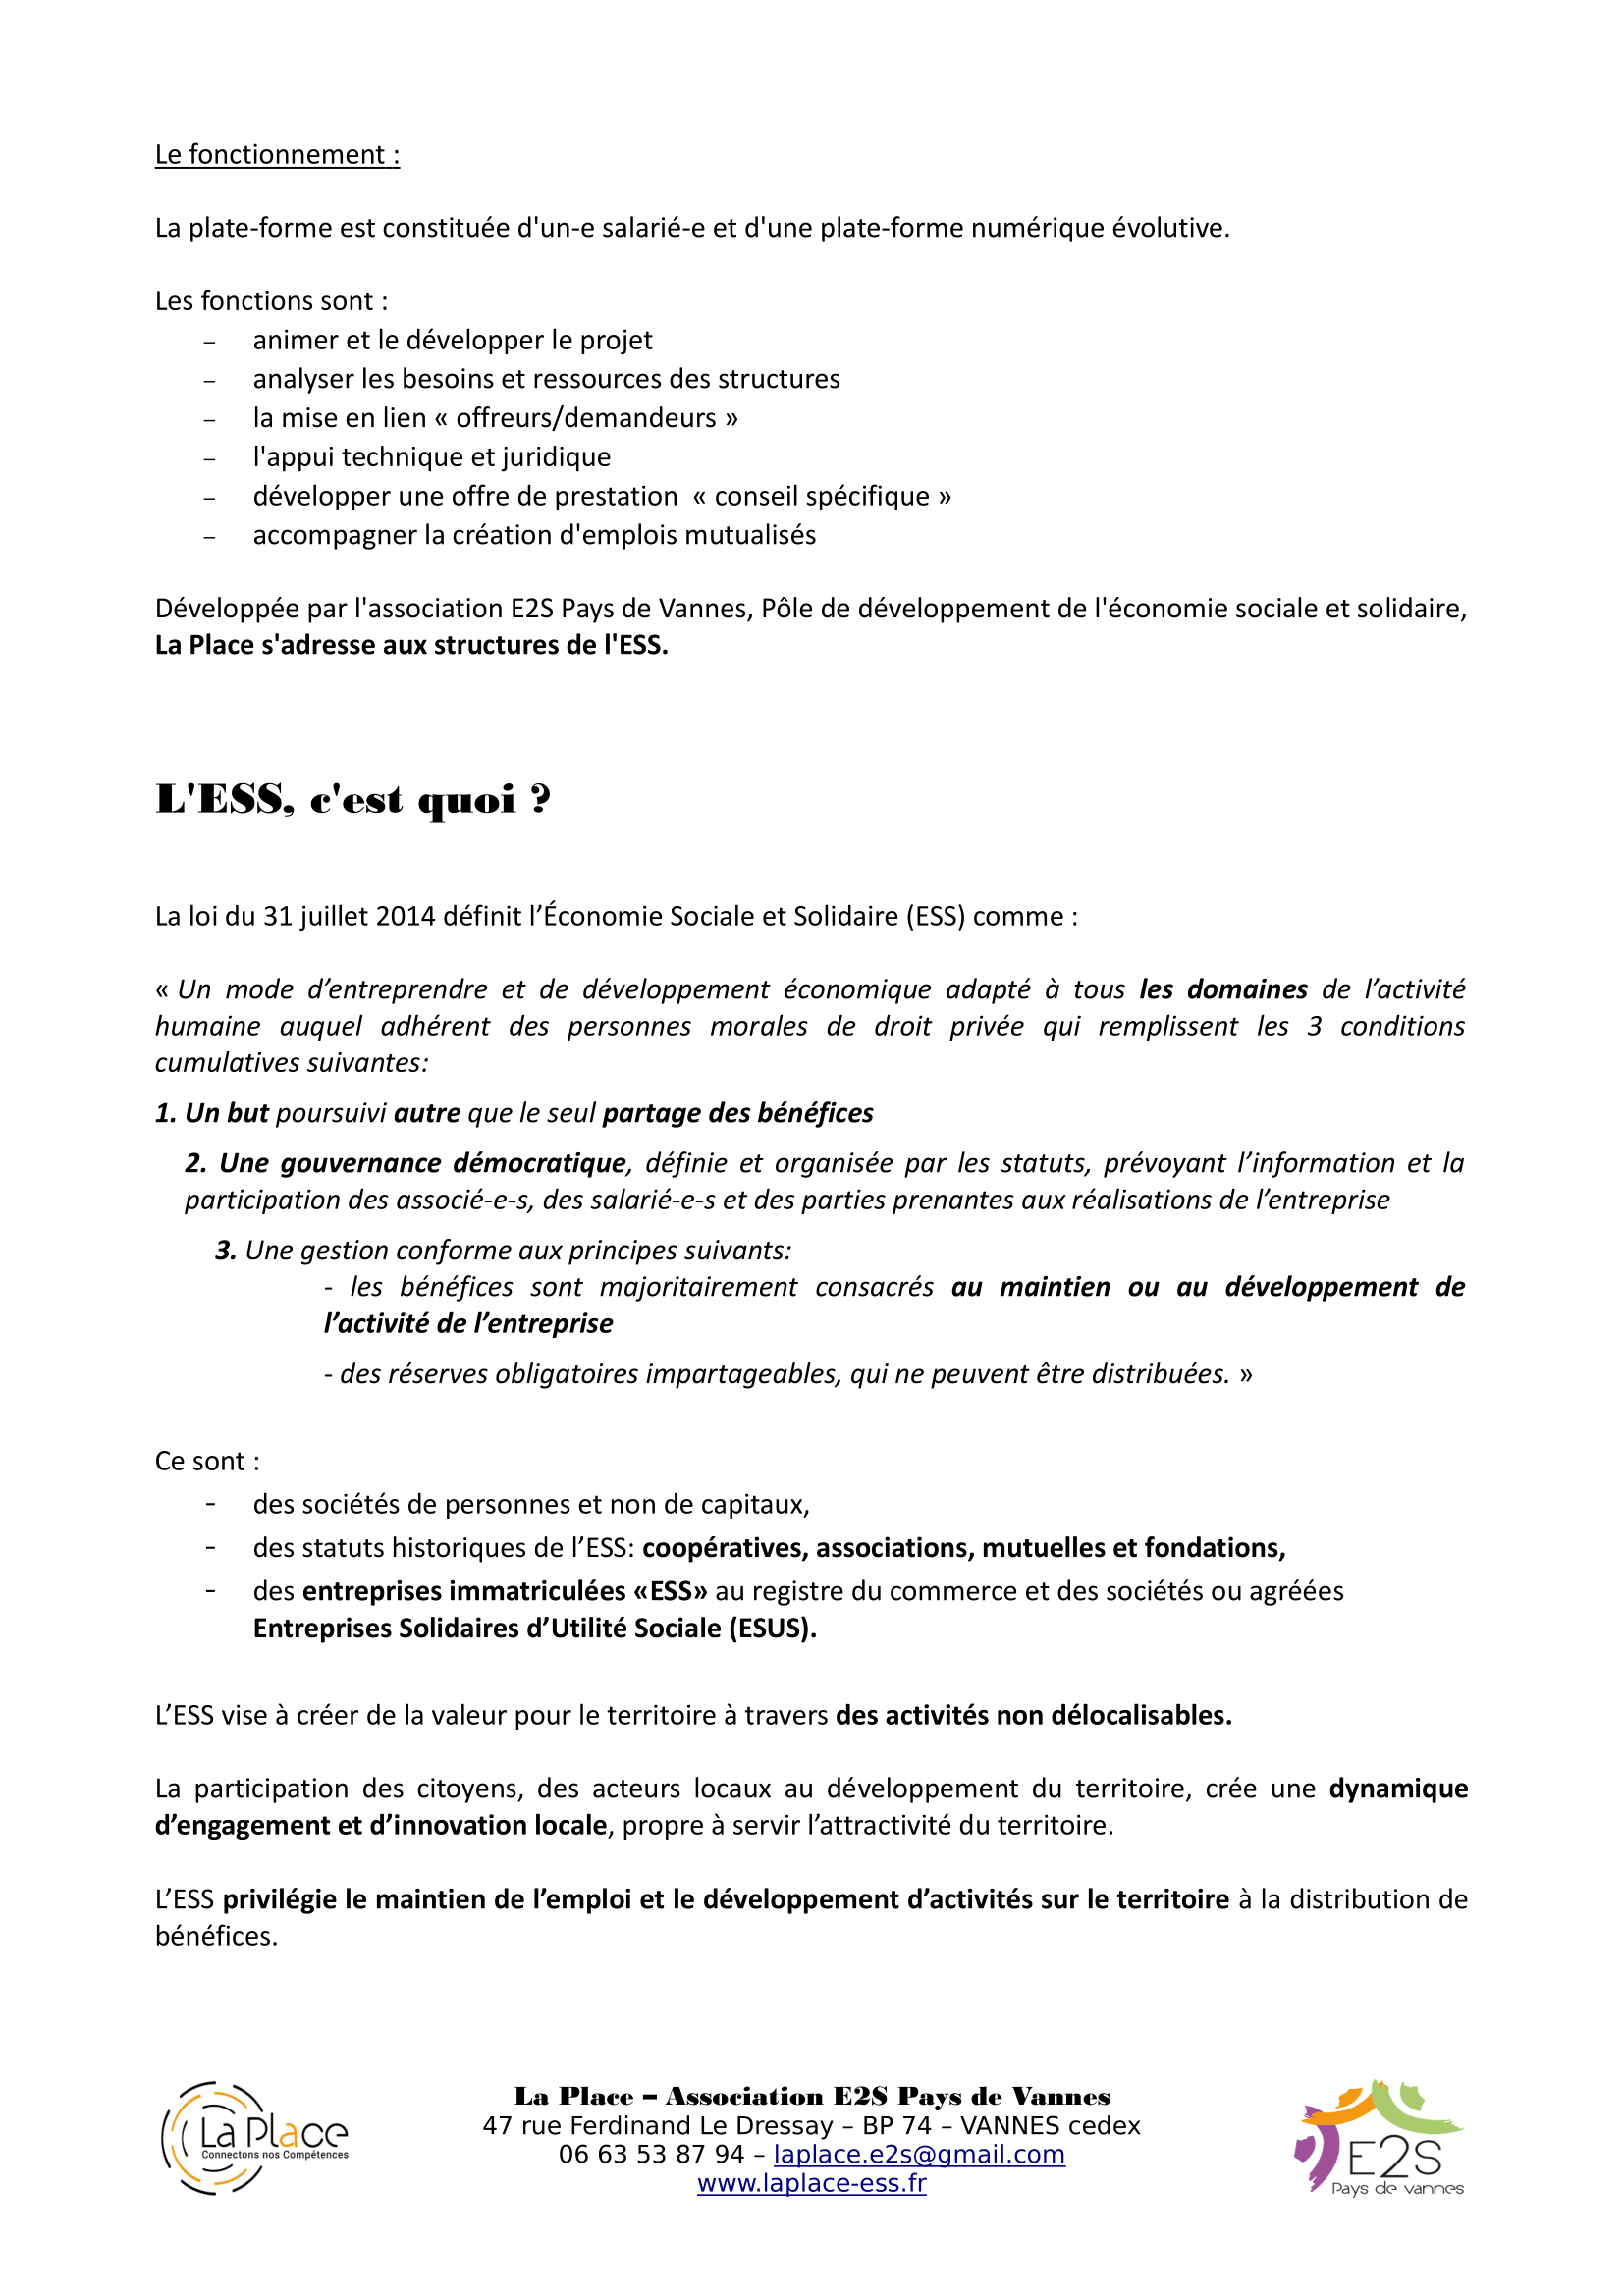 Le fonctionnement :
La plate-forme est constituée d'un-e salarié-e et d'une plate-forme numérique évolutive.
Les fonctions sont :
– animer et le développer le projet
– analyser les besoins et ressources des structures
– la mise en lien « offreurs/demandeurs »
– l'appui technique et juridique
– développer une offre de prestation « conseil spécifique »
– accompagner la création d'emplois mutualisés
Développée par l'association E2S Pays de Vannes, Pôle de développement de l'économie sociale et solidaire,
La Place s'adresse aux structures de l'ESS.
L'ESS, c'est quoi ?
La loi du 31 juillet 2014 définit l’Économie Sociale et Solidaire (ESS) comme :
« Un mode d’entreprendre et de développement économique adapté à tous les domaines de l’activité
humaine auquel adhérent des personnes morales de droit privée qui remplissent les 3 conditions
cumulatives suivantes:
1. Un but poursuivi autre que le seul partage des bénéfices
2. Une gouvernance démocratique, définie et organisée par les statuts, prévoyant l’information et la
participation des associé-e-s, des salarié-e-s et des parties prenantes aux réalisations de l’entreprise
3. Une gestion conforme aux principes suivants:
- les bénéfices sont majoritairement consacrés au maintien ou au développement de
l’activité de l’entreprise
- des réserves obligatoires impartageables, qui ne peuvent être distribuées. »
Ce sont :
- des sociétés de personnes et non de capitaux,
- des statuts historiques de l’ESS: coopératives, associations, mutuelles et fondations,
- des entreprises immatriculées «ESS» au registre du commerce et des sociétés ou agréées
Entreprises Solidaires d’Utilité Sociale (ESUS).
L’ESS vise à créer de la valeur pour le territoire à travers des activités non délocalisables.
La participation des citoyens, des acteurs locaux au développement du territoire, crée une dynamique
d’engagement et d’innovation locale, propre à servir l’attractivité du territoire.
L’ESS privilégie le maintien de l’emploi et le développement d’activités sur le territoire à la distribution de
bénéfices.
La Place
Connectons nos Compétences
La Place – Association E2S Pays de Vannes
47 rue Ferdinand Le Dressay – BP 74 – VANNES cedex
06 63 53 87 94 – laplace.e2s@gmail.com
www.laplace-ess.fr
E2S
Pays de vannes